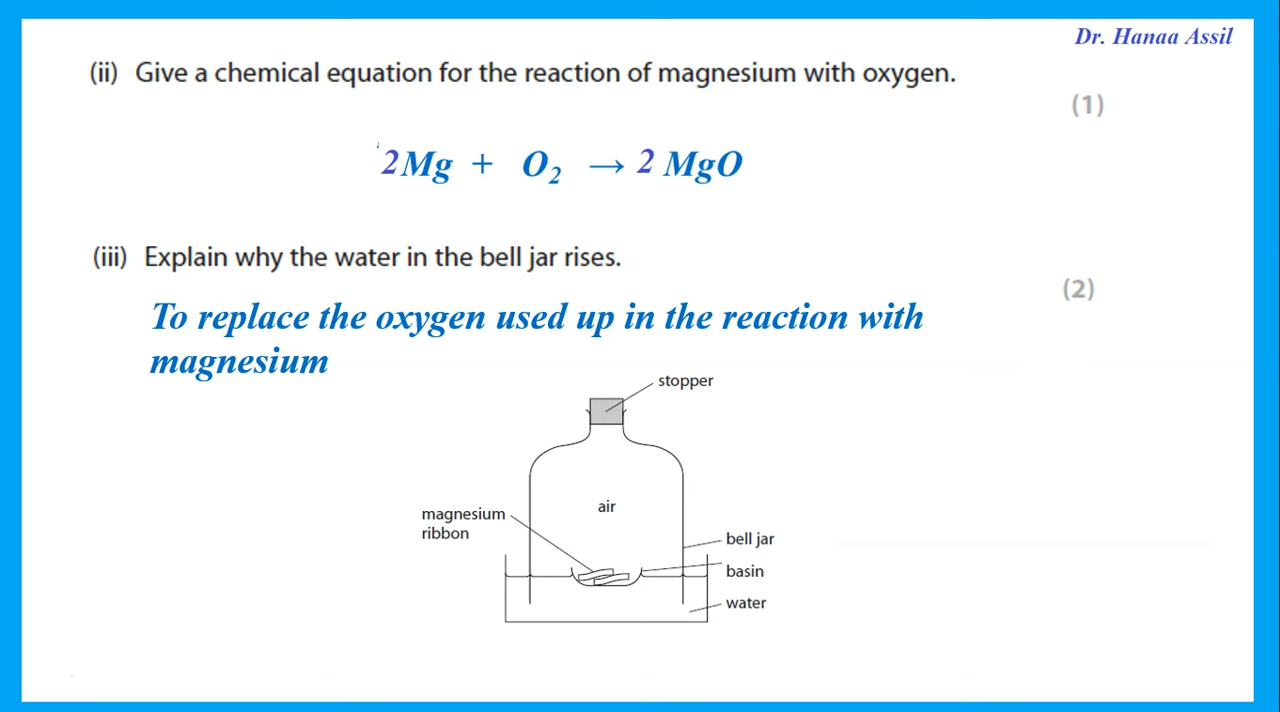 Dr. Hanaa Assil
(ii) Give a chemical equation for the reaction of magnesium with oxygen.
(1)
2Mg + O₂ → 2 MgO
(iii) Explain why the water in the bell jar rises.
(2)
To replace the oxygen used up in the reaction with
magnesium
stopper
air
magnesium
ribbon
bell jar
basin
water